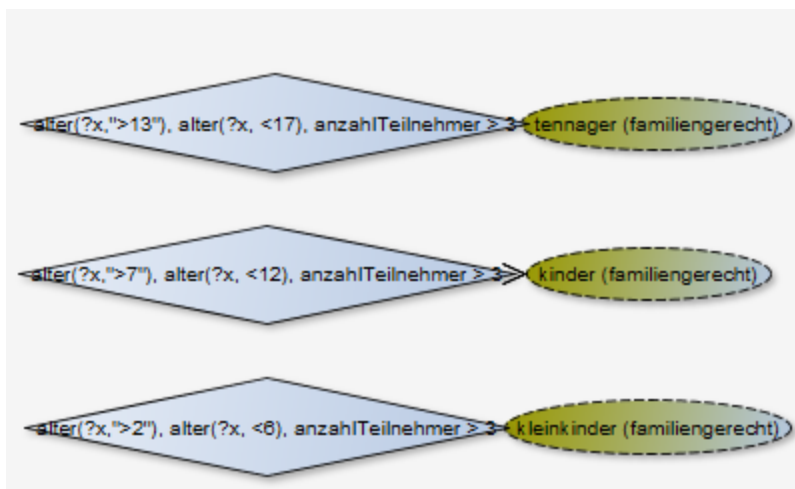 alter(?x,">13"), alter(?x, <17), anzahlTeilnehmer > 3 tennager (familiengerecht)
alter(?x,">7"), alter(?x, <12), anzahlTeilnehmer > 3 kinder (familiengerecht)
alter(?x,">2"), alter(?x, <6), anzahlTeilnehmer > 3 kleinkinder (familiengerecht)